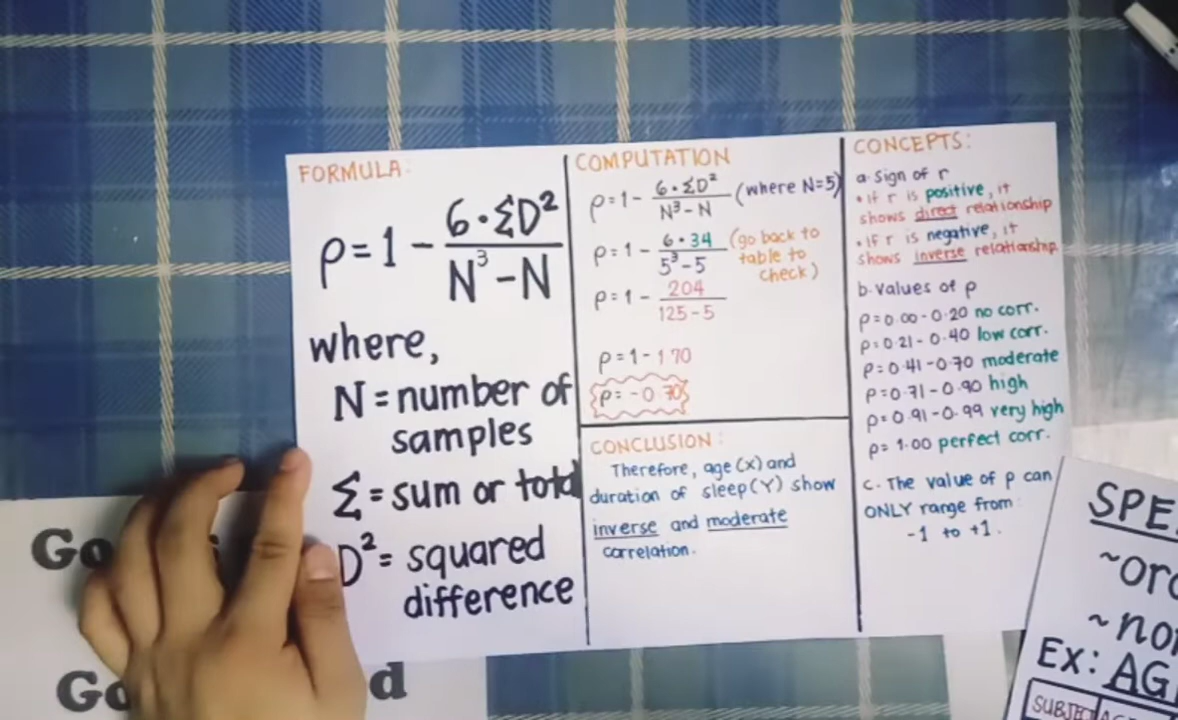 FORMULA:
ρ = 1 - 6·ΣD² / N³-N
where,
N = number of
samples
Σ = sum or total
D² = squared
difference
COMPUTATION
ρ = 1 - 6·ΣD² / N³-N (where N=5)
ρ = 1 - 6·34 / 5³-5 (go back to
table to
check)
ρ = 1 - 204 / 125-5
ρ = 1 - 1.70
ρ = -0.70
CONCLUSION:
Therefore, age (x) and
duration of sleep (Y) show
inverse and moderate
correlation.
CONCEPTS:
a. Sign of r
• If r is positive, it
shows direct relationship
• If r is negative, it
shows inverse relationship
b. Values of ρ
ρ = 0.00 - 0.20 no corr.
ρ = 0.21 - 0.40 low corr.
ρ = 0.41 - 0.70 moderate
ρ = 0.71 - 0.90 high
ρ = 0.91 - 0.99 very high
ρ = 1.00 perfect corr.
c. The value of ρ can
ONLY range from:
-1 to +1.
Go
Go d
SPE
~ord
~no
Ex: AG
SUBJECT